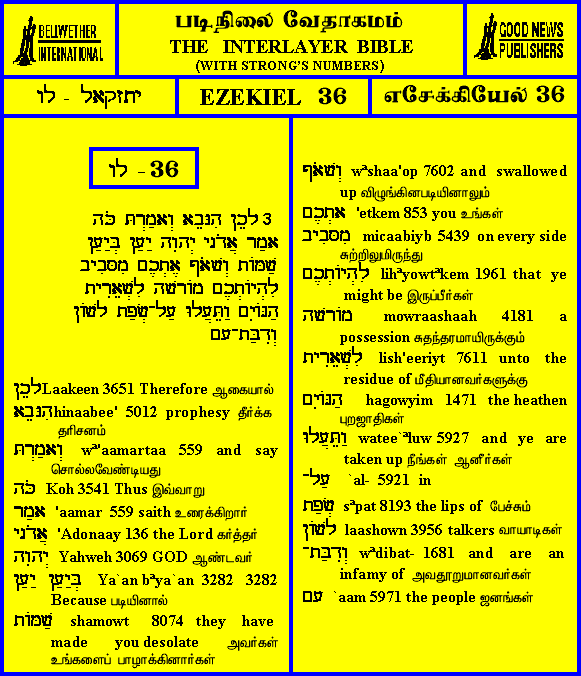 BELLWETHER
INTERNATIONAL
படிநிலை வேதாகமம்
THE INTERLAYER BIBLE
(WITH STRONG'S NUMBERS)
GOOD NEWS
PUBLISHERS
יחזקאל - לו
EZEKIEL 36
எசேக்கியேல் 36
לו - 36
3 לָכֵן הִנָּבֵא וְאָמַרְתָּ כֹּה
אָמַר אֲדֹנָי יְהוִה יַעַן בְּיַעַן
שַׁמּוֹת וְשָׁאֹף אֶתְכֶם מִסָּבִיב
לִהְיוֹתְכֶם מוֹרָשָׁה לִשְׁאֵרִית
הַגּוֹיִם וַתֵּעֲלוּ עַל־שְׂפַת לָשׁוֹן
וְדִבַּת־עָם
לָכֵן Laakeen 3651 Therefore ஆகையால்
הִנָּבֵא hinaabee' 5012 prophesy தீர்க்க
தரிசனம்
וְאָמַרְתָּ wª'aamartaa 559 and say
சொல்லவேண்டியது
כֹּה Koh 3541 Thus இவ்வாறு
אָמַר 'aamar 559 saith உரைக்கிறார்
אֲדֹנָי 'Adonaay 136 the Lord கர்த்தர்
יְהוִה Yahweh 3069 GOD ஆண்டவர்
יַעַן בְּיַעַן Ya`an bªya`an 3282 3282
Because படியினால்
שַׁמּוֹת shamowt 8074 they have
made you desolate அவர்கள்
உங்களைப் பாழாக்கினார்கள்
וְשָׁאֹף wªshaa'op 7602 and swallowed
up விழுங்கினபடியினாலும்
אֶתְכֶם 'etkem 853 you உங்கள்
מִסָּבִיב micaabiyb 5439 on every side
சுற்றிலுமிருந்து
לִהְיוֹתְכֶם lihªyowtªkem 1961 that ye
might be இருப்பீர்கள்
מוֹרָשָׁה mowraashaah 4181 a
possession சுதந்தரமாயிருக்கும்
לִשְׁאֵרִית lish'eeriyt 7611 unto the
residue of மீதியானவர்களுக்கு
הַגּוֹיִם hagowyim 1471 the heathen
புறஜாதிகள்
וַתֵּעֲלוּ watee`ªluw 5927 and ye are
taken up நீங்கள் ஆனீர்கள்
עַל־ `al- 5921 in
שְׂפַת sªpat 8193 the lips of பேச்சும்
לָשׁוֹן laashown 3956 talkers வாயாடிகள்
וְדִבַּת־ wªdibat- 1681 and are an
infamy of அவதூறுமானவர்கள்
עָם `aam 5971 the people ஜனங்கள்